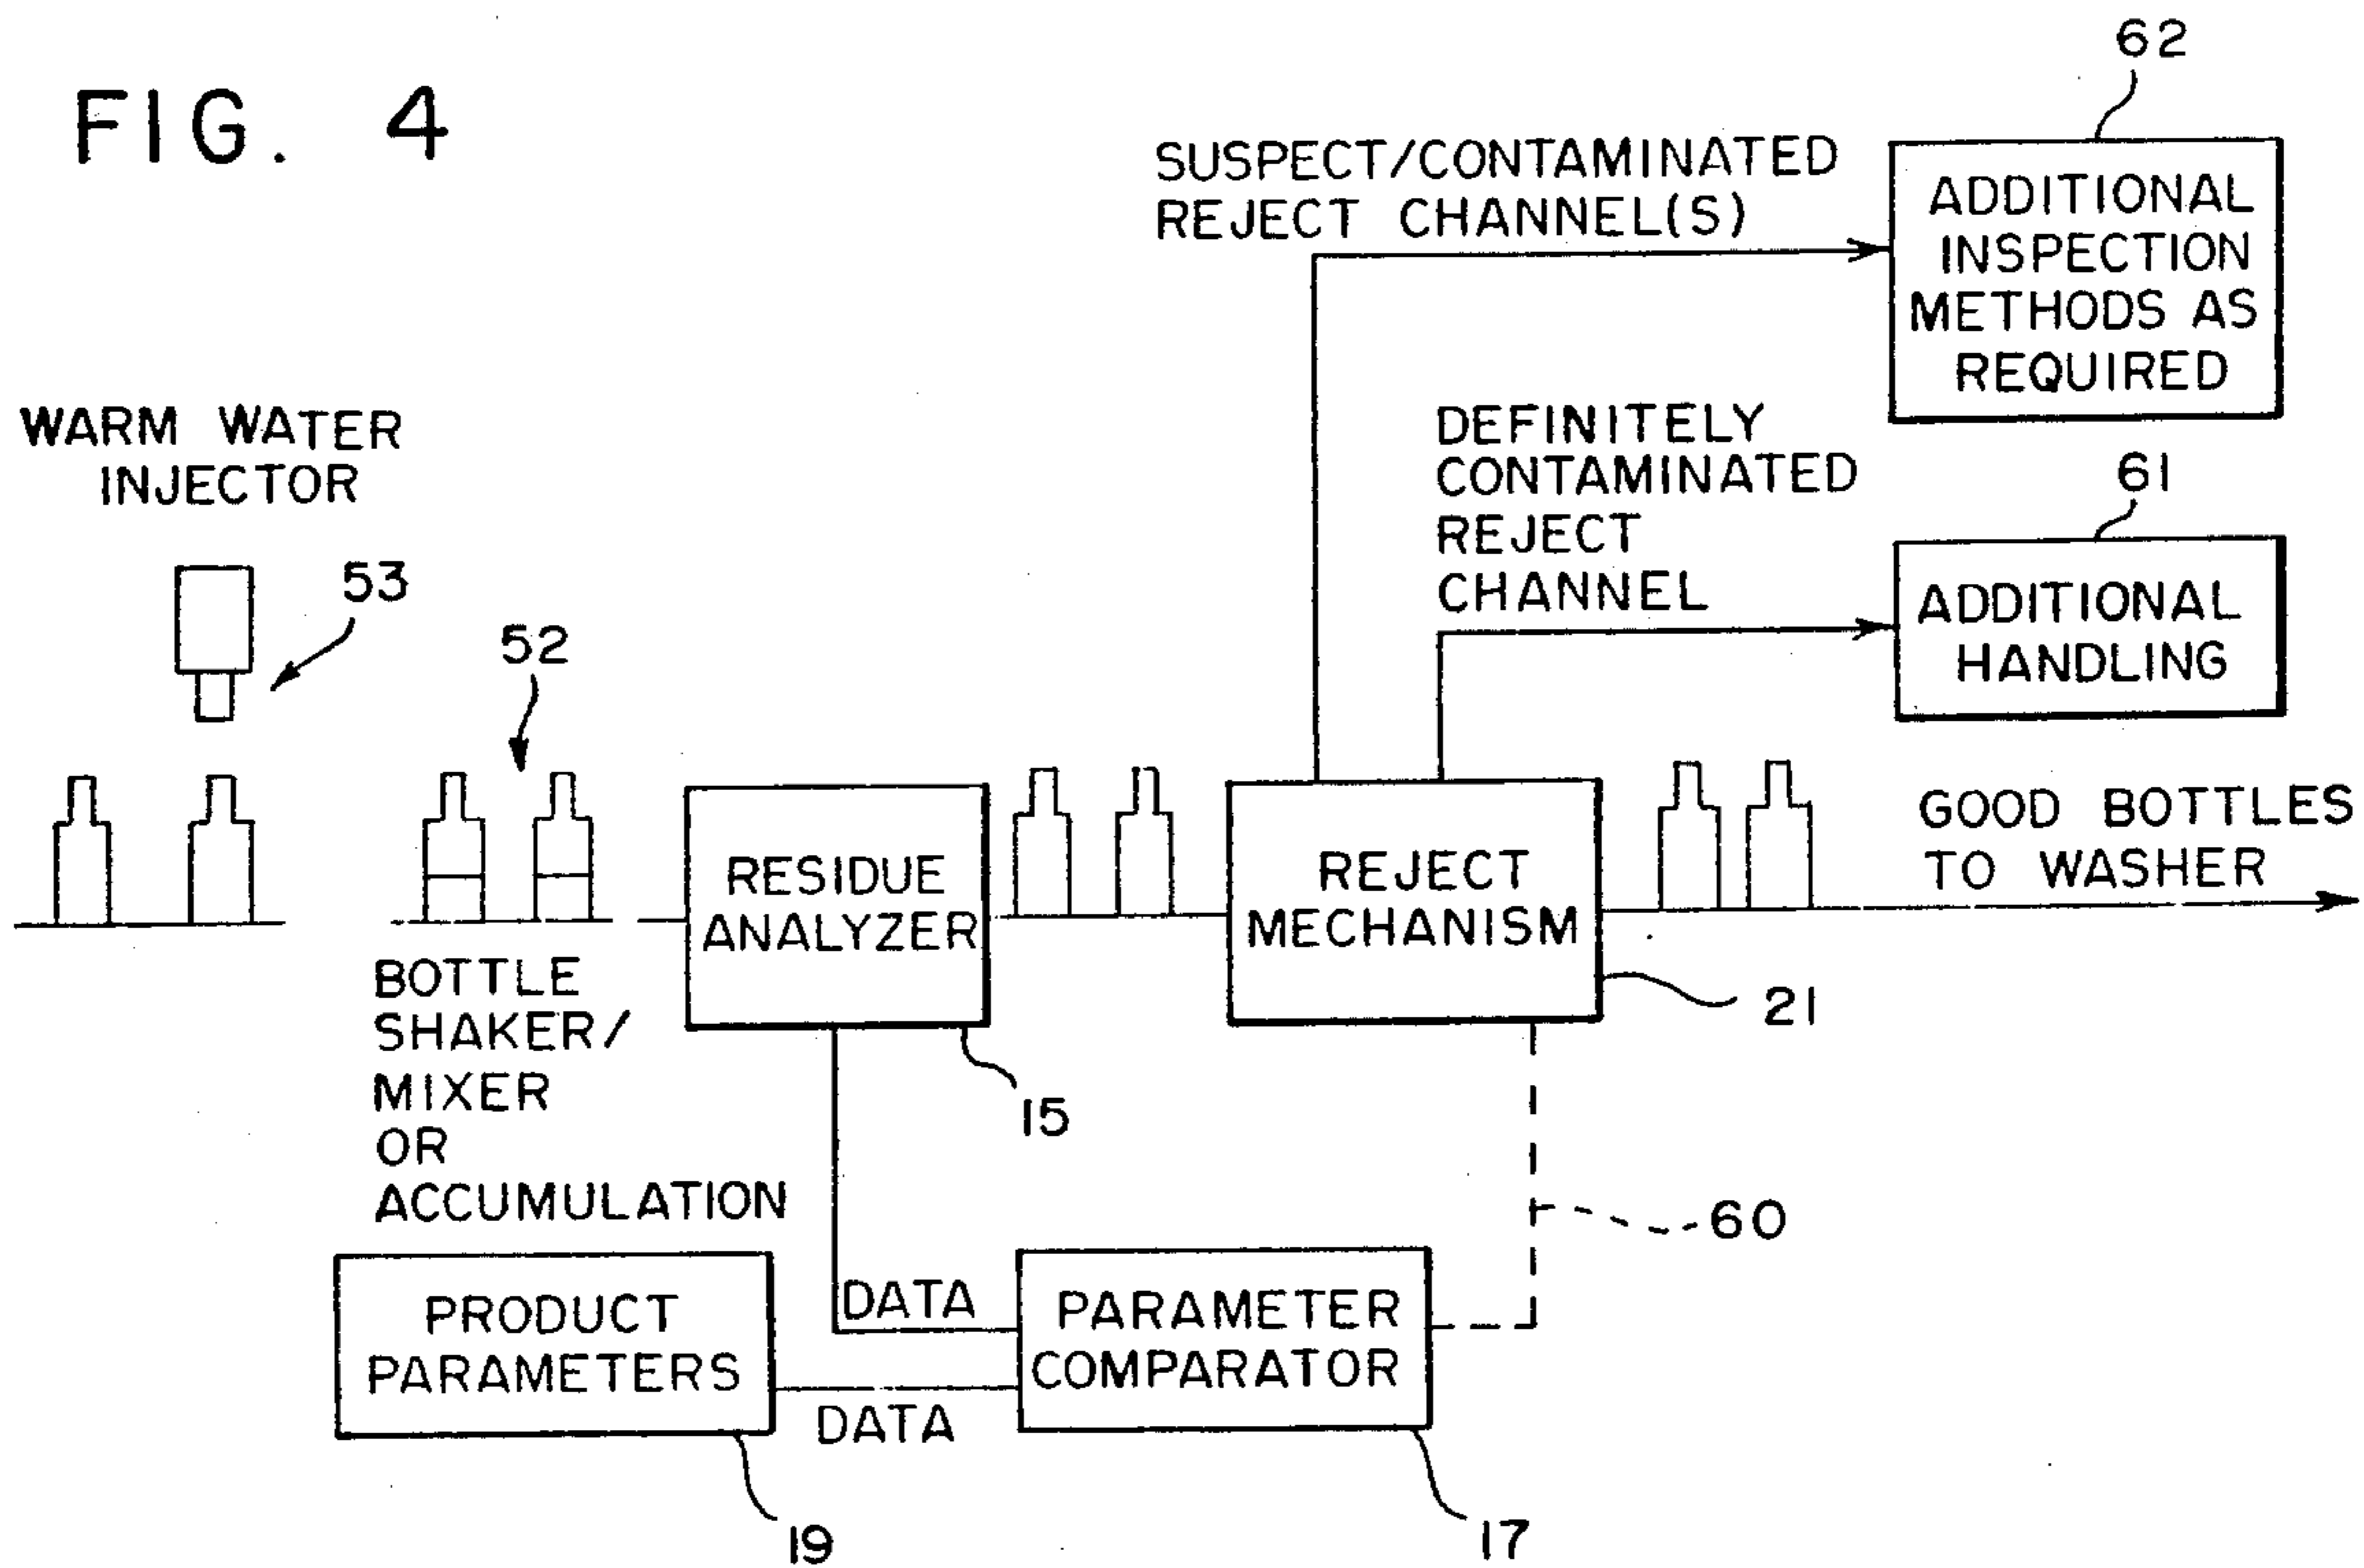 FIG. 4
62
SUSPECT/CONTAMINATED
REJECT CHANNEL(S)
ADDITIONAL
INSPECTION
METHODS AS
REQUIRED
WARM WATER
INJECTOR
53
52
DEFINITELY
CONTAMINATED
REJECT
CHANNEL
61
ADDITIONAL
HANDLING
RESIDUE
ANALYZER
REJECT
MECHANISM
GOOD BOTTLES
TO WASHER
BOTTLE
SHAKER/
MIXER
OR
ACCUMULATION
15
21
60
PRODUCT
PARAMETERS
DATA
DATA
PARAMETER
COMPARATOR
19
17